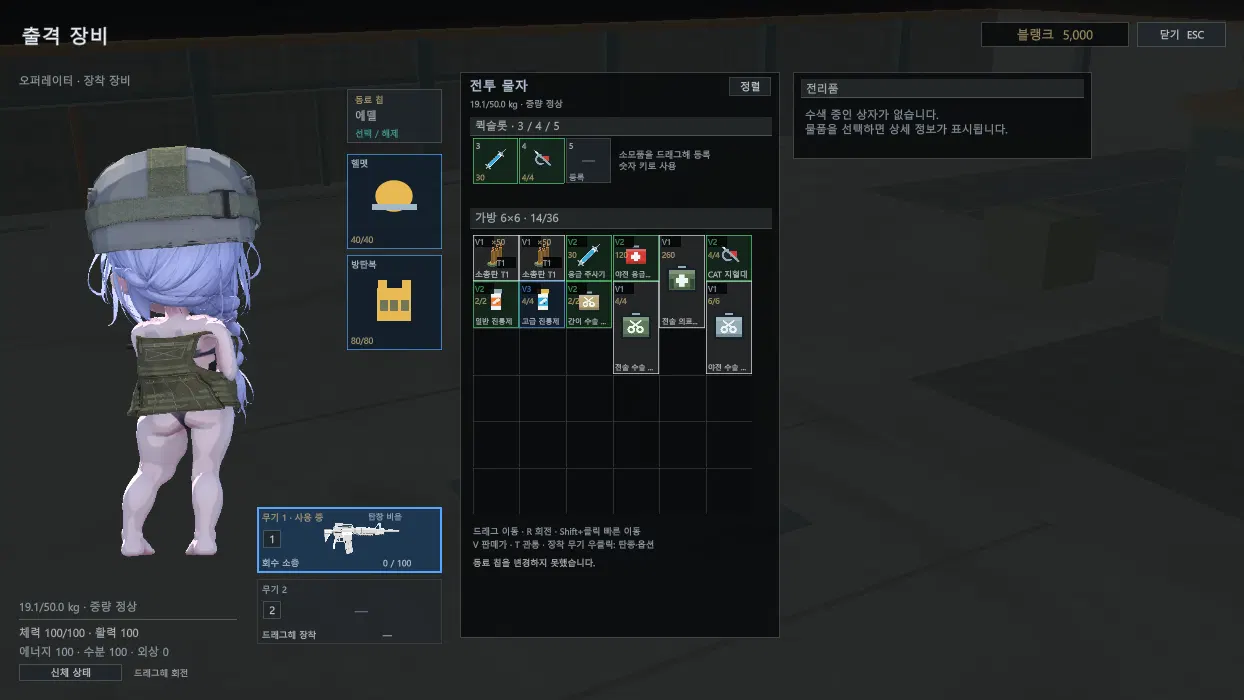 출격 장비
블랭크 5,000
닫기 ESC
오퍼레이터 · 장착 장비
동료 칩
에델
선택 / 해제
헬멧
40/40
방탄복
80/80
무기 1 · 사용 중
탄창 비움
1
회수 소총
0 / 100
무기 2
2
—
드래그해 장착
—
19.1/50.0 kg · 중량 정상
체력 100/100 · 활력 100
에너지 100 · 수분 100 · 외상 0
신체 상태
드래그해 회전
전투 물자
정렬
19.1/50.0 kg · 중량 정상
퀵슬롯 · 3 / 4 / 5
3
30
4
4/4
5
—
등록
소모품을 드래그해 등록
숫자 키로 사용
가방 6×6 · 14/36
V1 ×50
T1
소총탄 T1
V1 ×50
T1
소총탄 T1
V2
30
응급 주사기
V2
120
야전 응급...
V1
260
전술 의료...
V2
4/4
CAT 지혈대
V2
2/2
일반 진통제
V3
4/4
고급 진통제
V2
2/2
간이 수술 ...
V1
4/4
전술 수술 ...
V1
6/6
야전 수술 ...
드래그 이동 · R 회전 · Shift+클릭 빠른 이동
V 판매가 · T 관통 · 장착 무기 우클릭: 탄종·옵션
동료 칩을 변경하지 못했습니다.
전리품
수색 중인 상자가 없습니다.
물품을 선택하면 상세 정보가 표시됩니다.